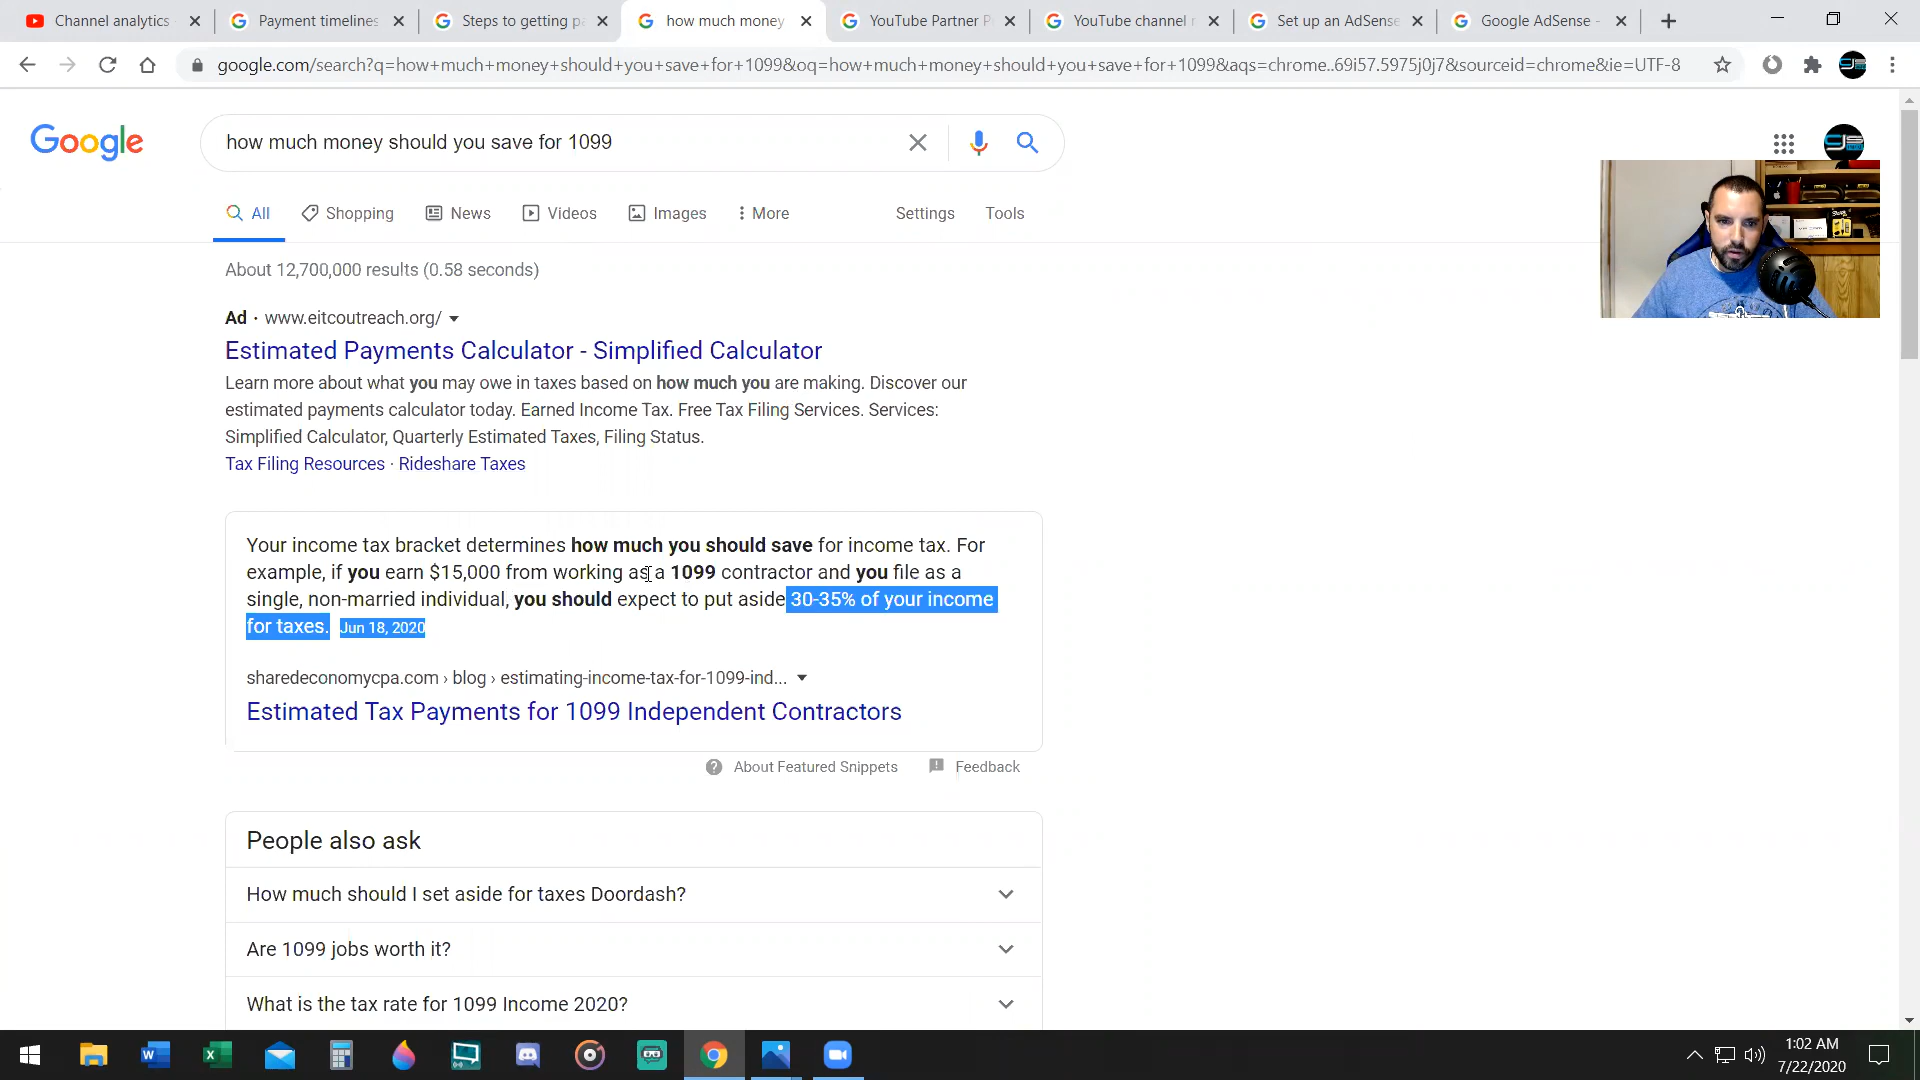 Channel analytics
Payment timelines
Steps to getting pa
how much money
YouTube Partner P
YouTube channel
Set up an AdSense
Google AdSense -
google.com/search?q=how+much+money+should+you+save+for+1099&oq=how+much+money+should+you+save+for+1099&aqs=chrome..69i57.5975j0j7&sourceid=chrome&ie=UTF-8
Google
how much money should you save for 1099
All
Shopping
News
Videos
Images
More
Settings
Tools
About 12,700,000 results (0.58 seconds)
Ad · www.eitcoutreach.org/
Estimated Payments Calculator - Simplified Calculator
Learn more about what you may owe in taxes based on how much you are making. Discover our
estimated payments calculator today. Earned Income Tax. Free Tax Filing Services. Services:
Simplified Calculator, Quarterly Estimated Taxes, Filing Status.
Tax Filing Resources · Rideshare Taxes
Your income tax bracket determines how much you should save for income tax. For
example, if you earn $15,000 from working as a 1099 contractor and you file as a
single, non-married individual, you should expect to put aside 30-35% of your income
for taxes. Jun 18, 2020
sharedeconomycpa.com › blog › estimating-income-tax-for-1099-ind...
Estimated Tax Payments for 1099 Independent Contractors
About Featured Snippets
Feedback
People also ask
How much should I set aside for taxes Doordash?
Are 1099 jobs worth it?
What is the tax rate for 1099 Income 2020?
1:02 AM
7/22/2020